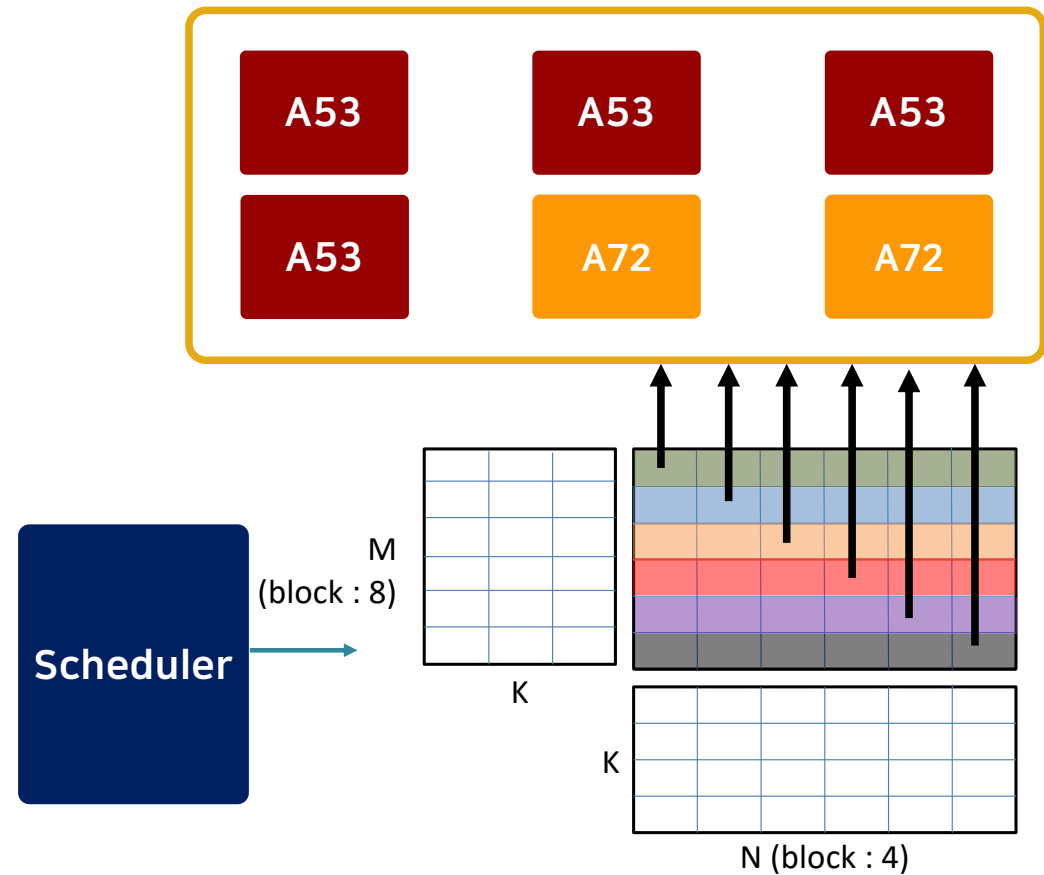 A53
A53
A53
A53
A72
A72
Scheduler
M
(block : 8)
K
K
N (block : 4)